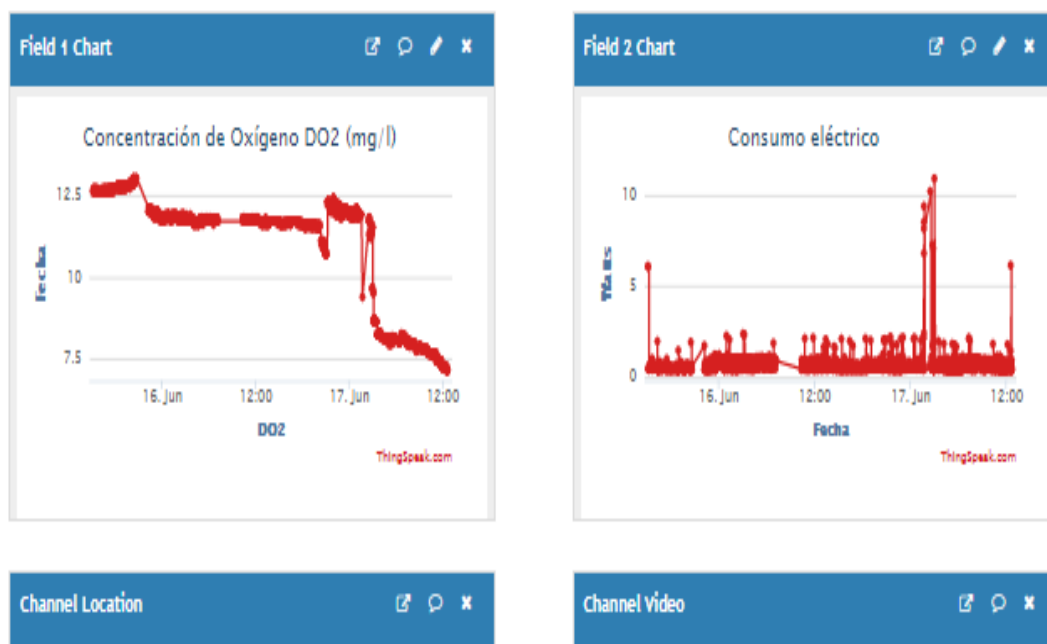 Field 1 Chart
Concentración de Oxígeno DO2 (mg/l)
12.5
10
7.5
Fecha
16. Jun 12:00 17. Jun 12:00
DO2
ThingSpeak.com
Field 2 Chart
Consumo eléctrico
10
5
0
16. Jun 12:00 17. Jun 12:00
Fecha
ThingSpeak.com
Channel Location
Channel Video